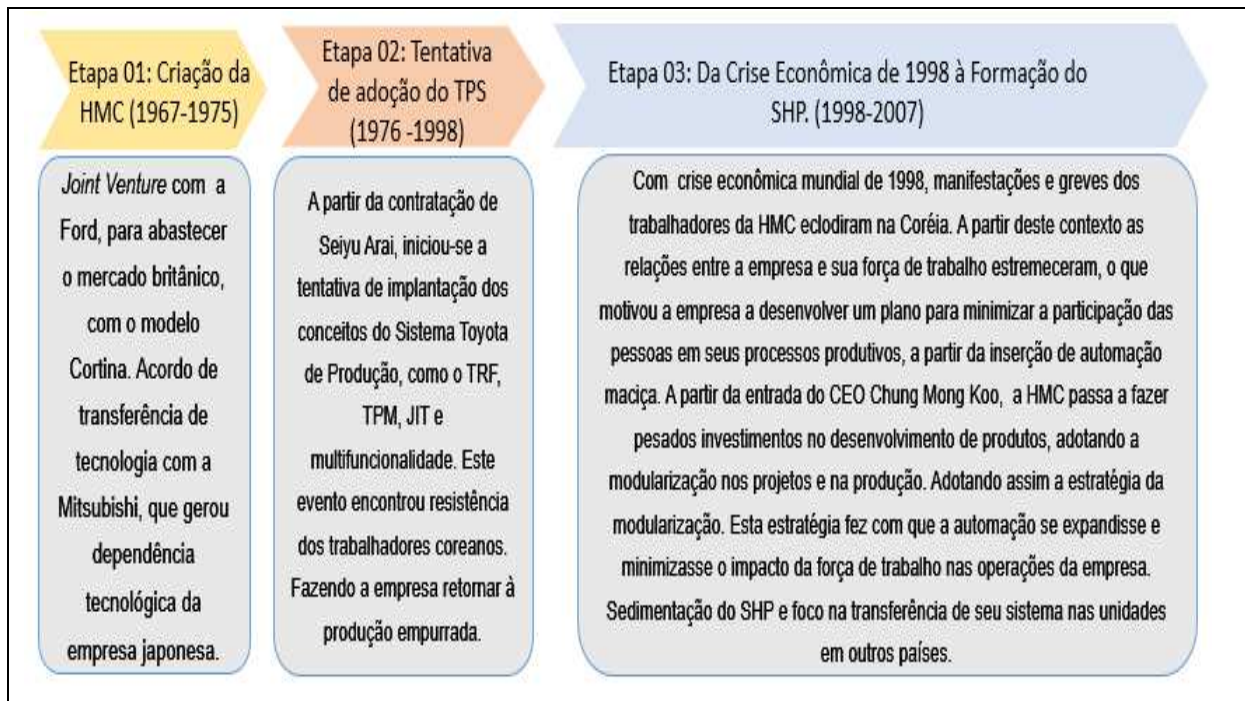 Etapa 01: Criação da
HMC (1967-1975)
Joint Venture com a
Ford, para abastecer
o mercado britânico,
com o modelo
Cortina. Acordo de
transferência de
tecnologia com a
Mitsubishi, que gerou
dependência
tecnológica da
empresa japonesa.
Etapa 02: Tentativa
de adoção do TPS
(1976 -1998)
A partir da contratação de
Seiyu Arai, iniciou-se a
tentativa de implantação dos
conceitos do Sistema Toyota
de Produção, como o TRF,
TPM, JIT e
multifuncionalidade. Este
evento encontrou resistência
dos trabalhadores coreanos.
Fazendo a empresa retornar à
produção empurrada.
Etapa 03: Da Crise Econômica de 1998 à Formação do
SHP. (1998-2007)
Com crise econômica mundial de 1998, manifestações e greves dos
trabalhadores da HMC eclodiram na Coréia. A partir deste contexto as
relações entre a empresa e sua força de trabalho estremeceram, o que
motivou a empresa a desenvolver um plano para minimizar a participação das
pessoas em seus processos produtivos, a partir da inserção de automação
maciça. A partir da entrada do CEO Chung Mong Koo, a HMC passa a fazer
pesados investimentos no desenvolvimento de produtos, adotando a
modularização nos projetos e na produção. Adotando assim a estratégia da
modularização. Esta estratégia fez com que a automação se expandisse e
minimizasse o impacto da força de trabalho nas operações da empresa.
Sedimentação do SHP e foco na transferência de seu sistema nas unidades
em outros países.